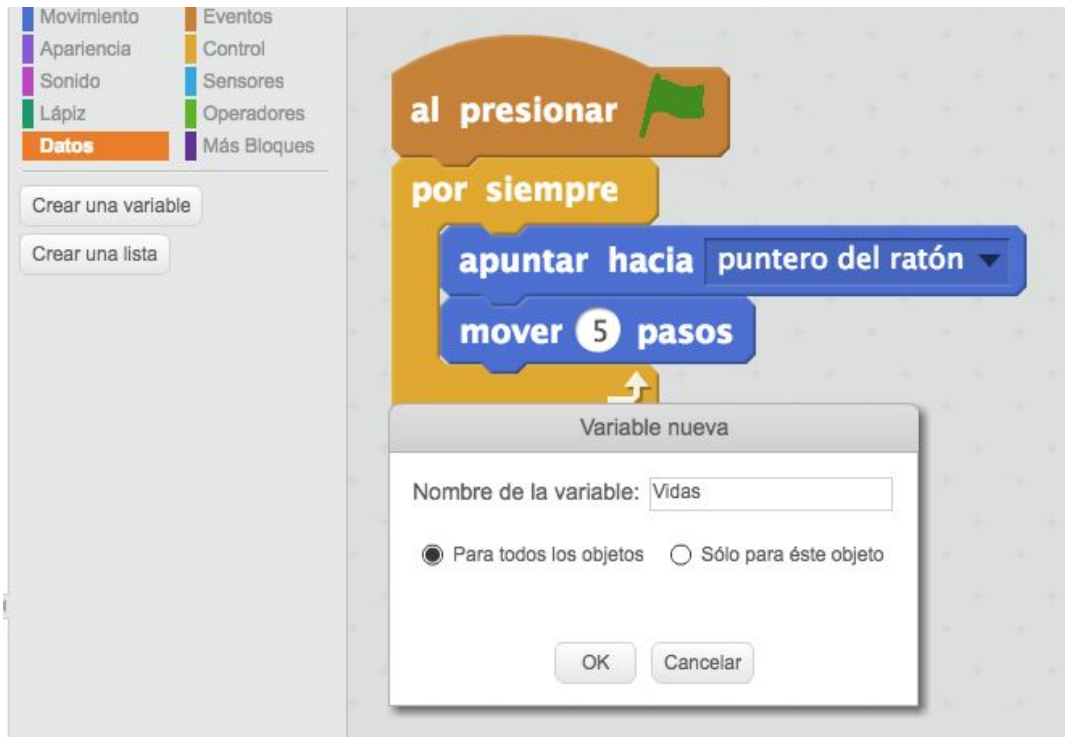 Movimiento
Eventos
Apariencia
Control
Sonido
Sensores
Lápiz
Operadores
Datos
Más Bloques
Crear una variable
Crear una lista
al presionar
por siempre
apuntar hacia puntero del ratón
mover 5 pasos
Variable nueva
Nombre de la variable: Vidas
Para todos los objetos
Sólo para éste objeto
OK
Cancelar